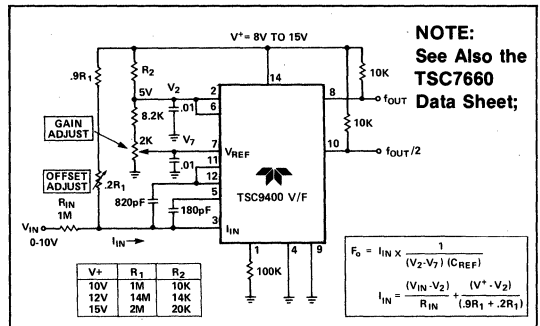 V+ = 8V TO 15V
NOTE:
See Also the
TSC7660
Data Sheet;
.9R1
R2
10K
14
5V
V2
2
8
fOUT
.01
6
8.2K
10K
GAIN
ADJUST
2K
V7
7
VREF
10
fOUT/2
.01
11
12
OFFSET
ADJUST
.2R1
TSC9400 V/F
RIN
1M
820pF
5
180pF
3
IIN
VIN
0-10V
IIN →
1
4
9
100K
V+ R1 R2
10V 1M 10K
12V 14M 14K
15V 2M 20K
Fo = IIN X 1 / (V2-V7) (CREF)
IIN = (VIN-V2) / RIN + (V+-V2) / (.9R1 + .2R1)